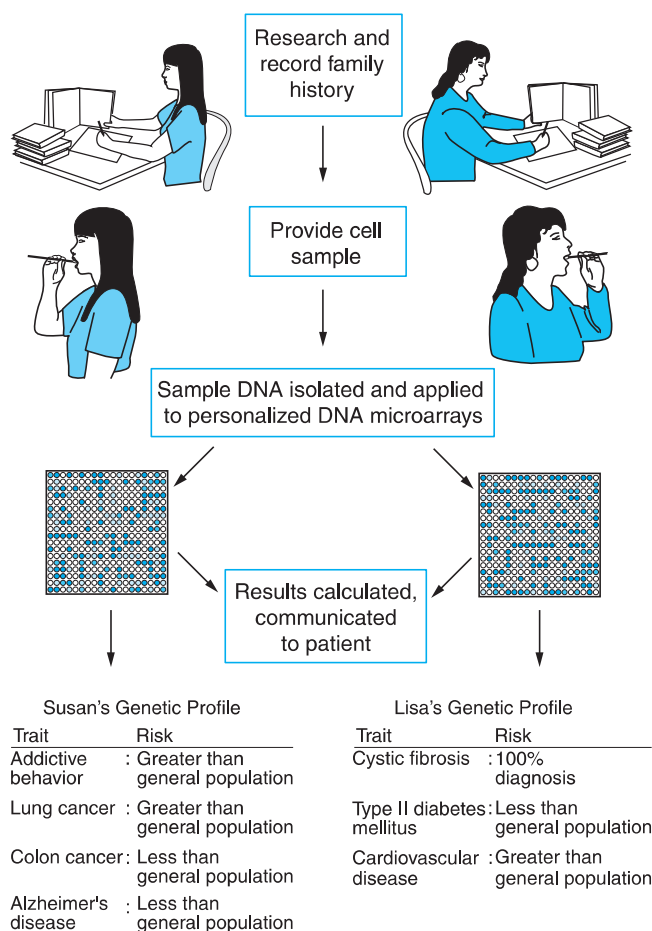 Research and
record family
history
Provide cell
sample
Sample DNA isolated and applied
to personalized DNA microarrays
Results calculated,
communicated
to patient
Susan's Genetic Profile
Trait Risk
Addictive : Greater than
behavior general population
Lung cancer : Greater than
general population
Colon cancer : Less than
general population
Alzheimer's : Less than
disease general population
Lisa's Genetic Profile
Trait Risk
Cystic fibrosis : 100%
diagnosis
Type II diabetes : Less than
mellitus general population
Cardiovascular : Greater than
disease general population